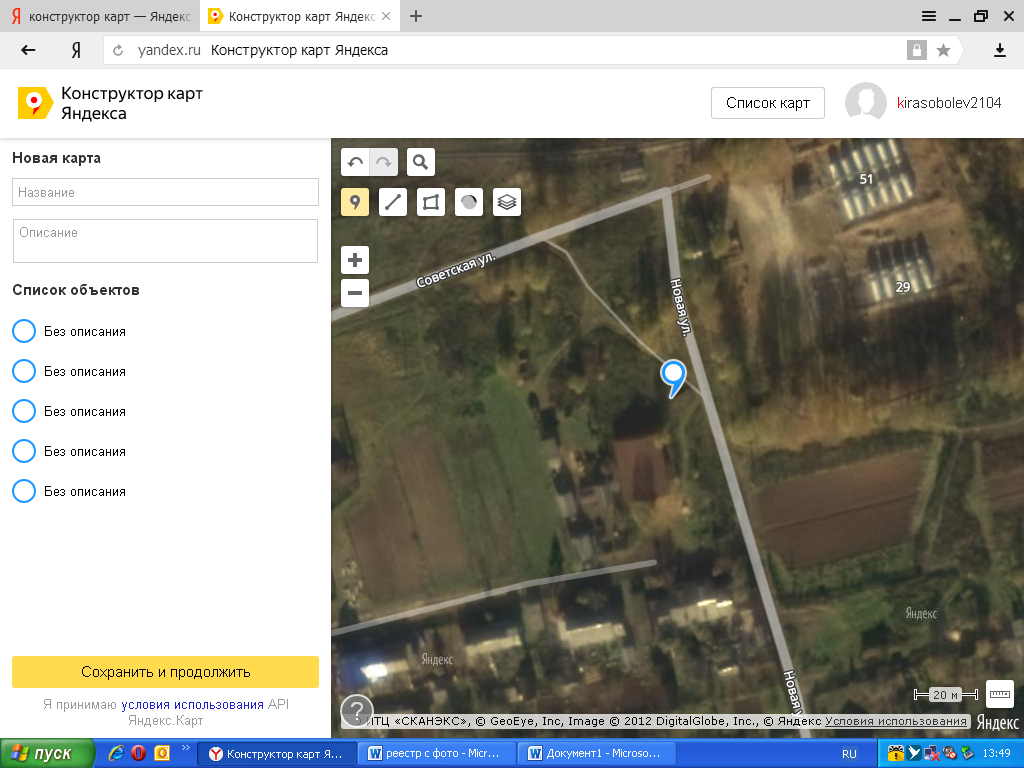 конструктор карт — Яндекс
Конструктор карт Яндекс
yandex.ru Конструктор карт Яндекса
Конструктор карт
Яндекса
Список карт
kirasobolev2104
Новая карта
Название
Описание
Список объектов
Без описания
Без описания
Без описания
Без описания
Без описания
Сохранить и продолжить
Я принимаю условия использования API
Яндекс.Карт
51
29
Советская ул.
Новая ул.
Новая у
Яндекс
Яндекс
20 м
?
ИТЦ «СКАНЭКС», © GeoEye, Inc, Image © 2012 DigitalGlobe, Inc., © Яндекс Условия использования
Яндекс
пуск
Конструктор карт Я...
реестр с фото - Micr...
Документ1 - Microso...
RU
13:49